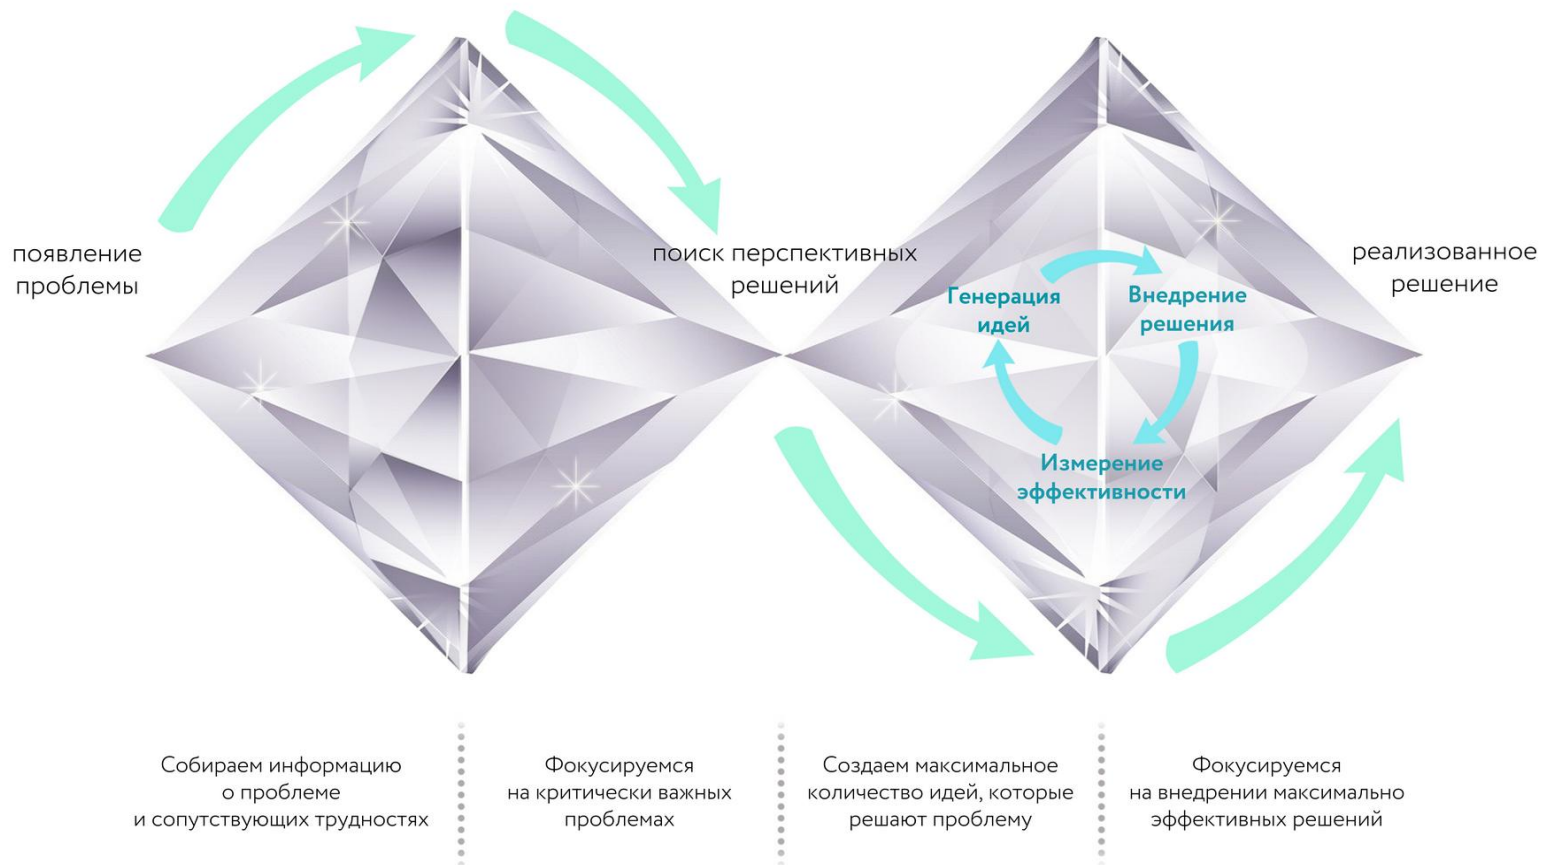 появление
проблемы
поиск перспективных
решений
Генерация
идей
Внедрение
решения
Измерение
эффективности
реализованное
решение
Собираем информацию
о проблеме
и сопутствующих трудностях
Фокусируемся
на критически важных
проблемах
Создаем максимальное
количество идей, которые
решают проблему
Фокусируемся
на внедрении максимально
эффективных решений